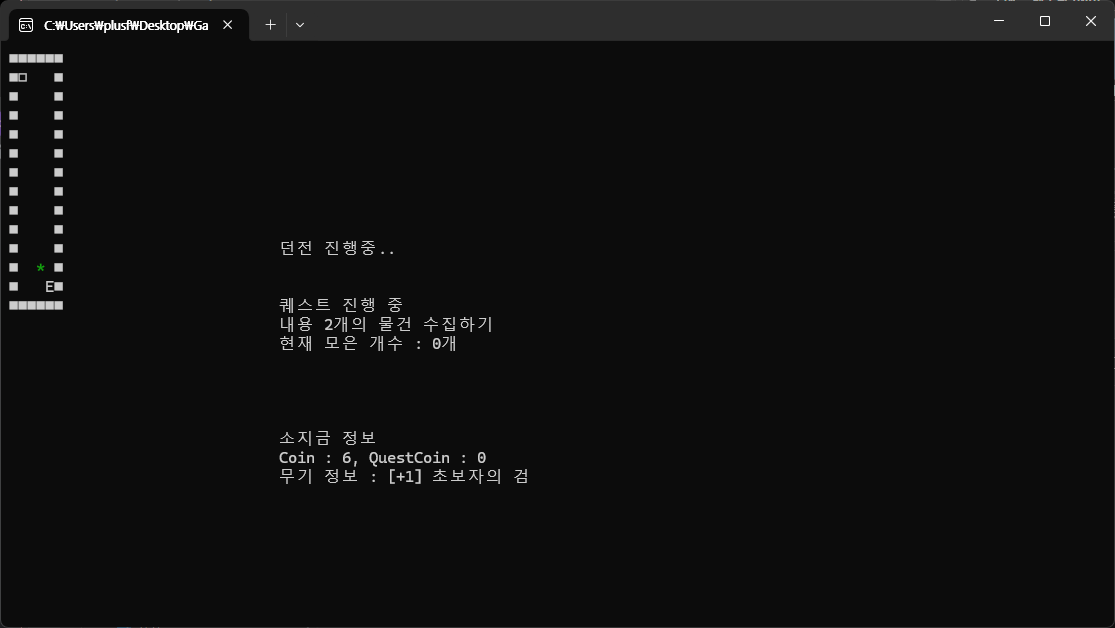 C:₩Users₩plusf₩Desktop₩Ga
■■■■■■
■□   ■
■    ■
■    ■
■    ■
■    ■
■    ■
■    ■
■    ■
■    ■
■    ■
■  * ■
■   E■
■■■■■■
던전 진행중..
퀘스트 진행 중
내용 2개의 물건 수집하기
현재 모은 개수 : 0개
소지금 정보
Coin : 6, QuestCoin : 0
무기 정보 : [+1] 초보자의 검